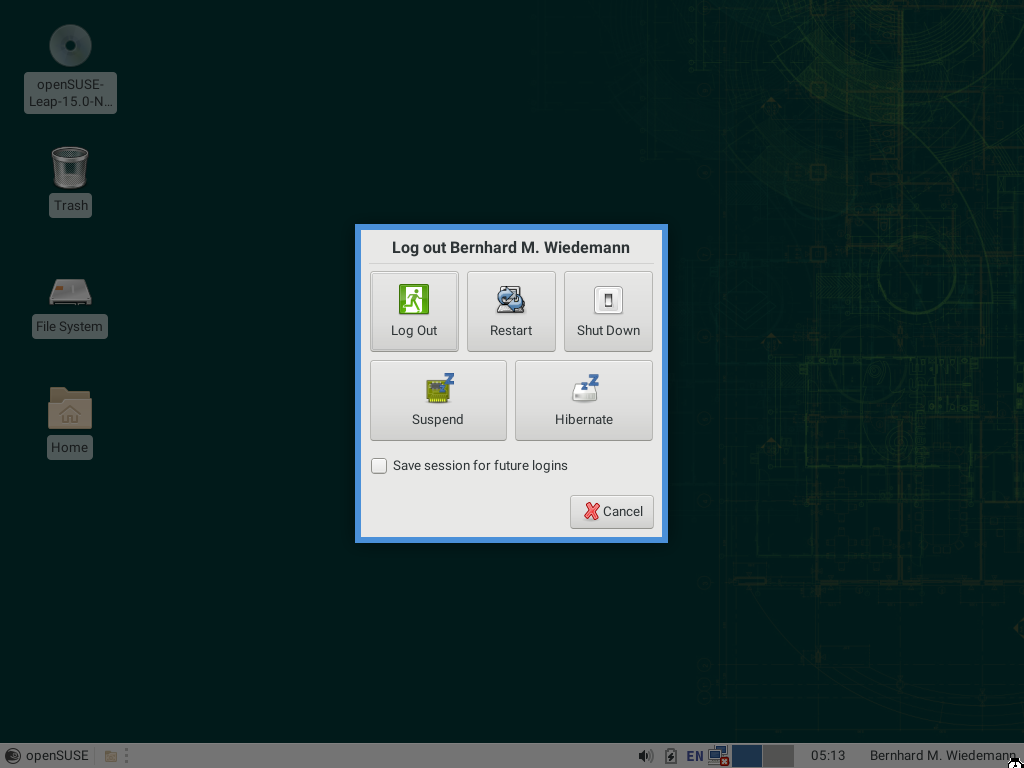 openSUSE-
Leap-15.0-N...
Trash
File System
Home
Log out Bernhard M. Wiedemann
Log Out
Restart
Shut Down
Suspend
Hibernate
Save session for future logins
Cancel
openSUSE
EN
05:13
Bernhard M. Wiedemann